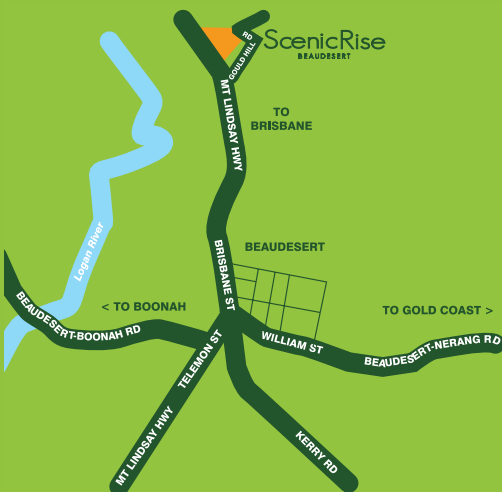 RD
GOULD HILL
ScenicRise
BEAUDESERT
MT LINDSAY HWY
TO
BRISBANE
Logan River
BRISBANE ST
BEAUDESERT
< TO BOONAH
TO GOLD COAST >
BEAUDESERT-BOONAH RD
TELEMON ST
WILLIAM ST
BEAUDESERT-NERANG RD
MT LINDSAY HWY
KERRY RD